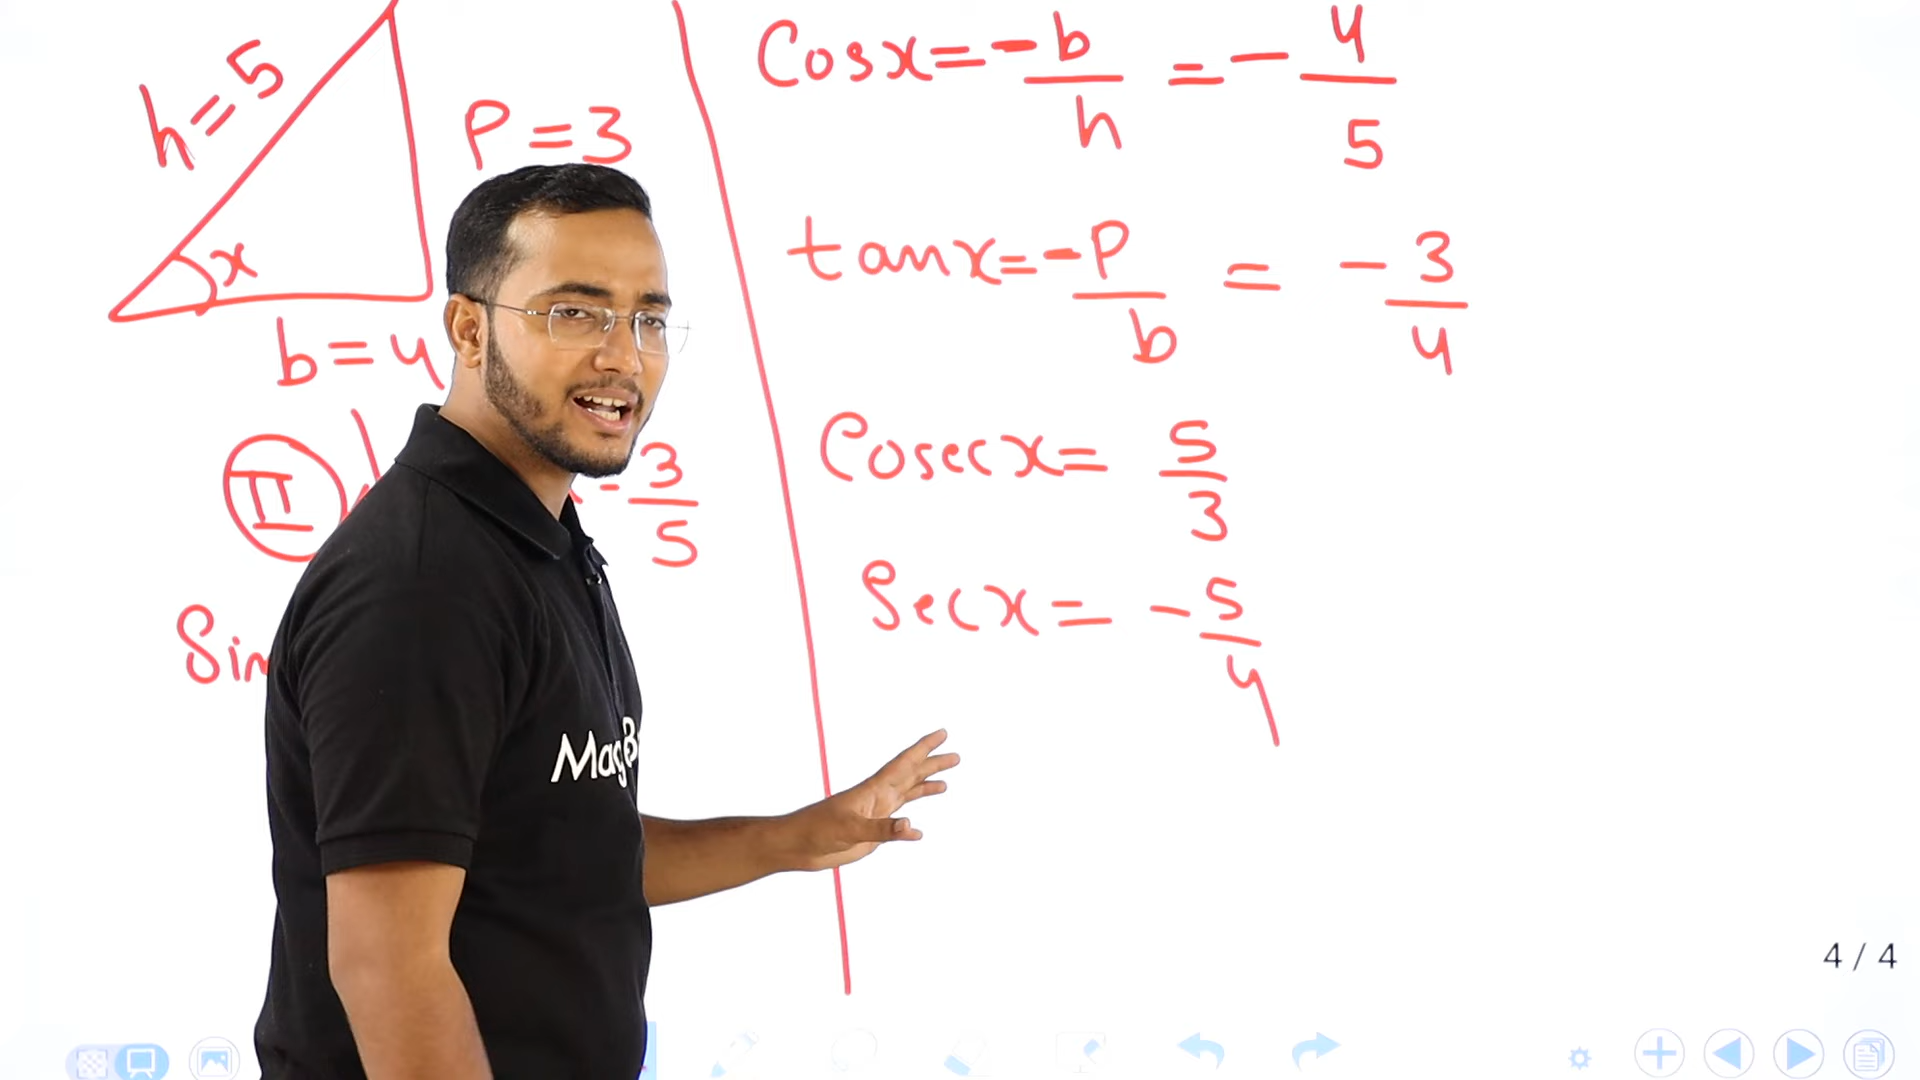 h=5
P=3
x
b=4
II
3/5
Sin
Cosx=-b/h=-4/5
tanx=-P/b=-3/4
Cosecx=5/3
Secx=-5/4
4 / 4